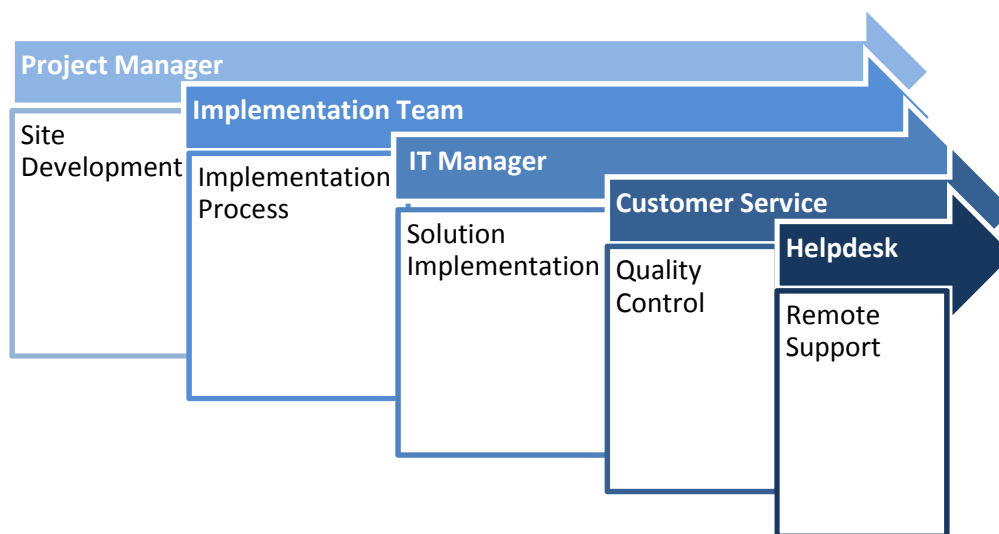 Project Manager
Site
Development
Implementation Team
Implementation
Process
IT Manager
Solution
Implementation
Customer Service
Quality
Control
Helpdesk
Remote
Support